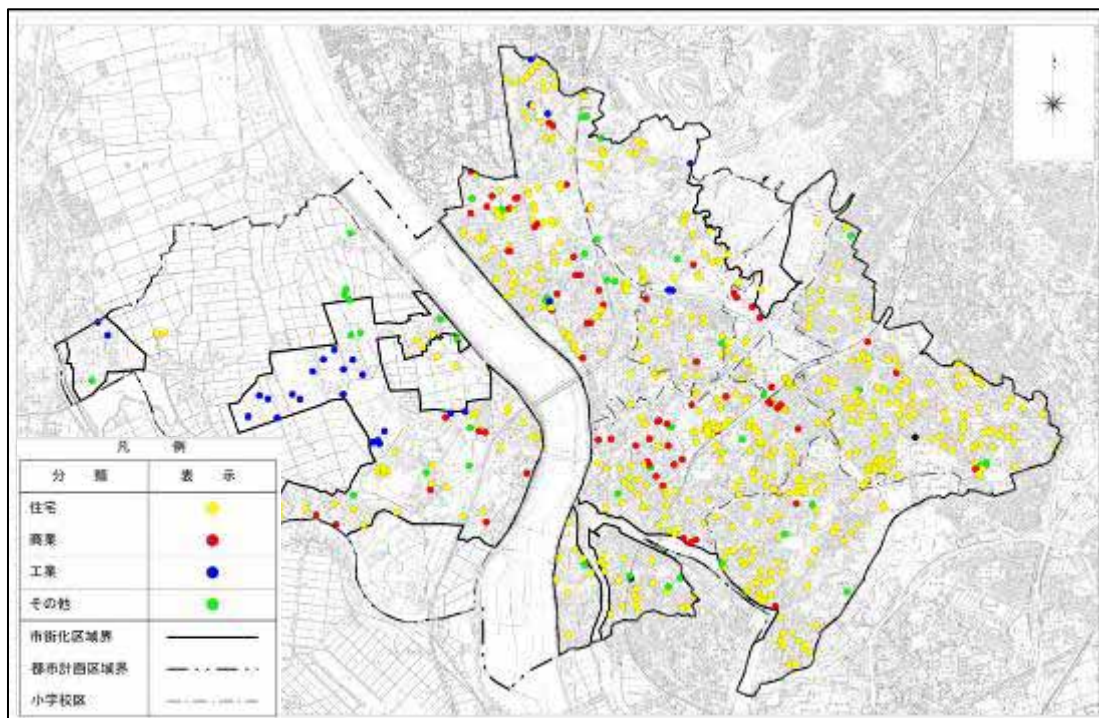 凡 例
分 類 表 示
住宅
商業
工業
その他
市街化区域界
都市計画区域界
小学校区